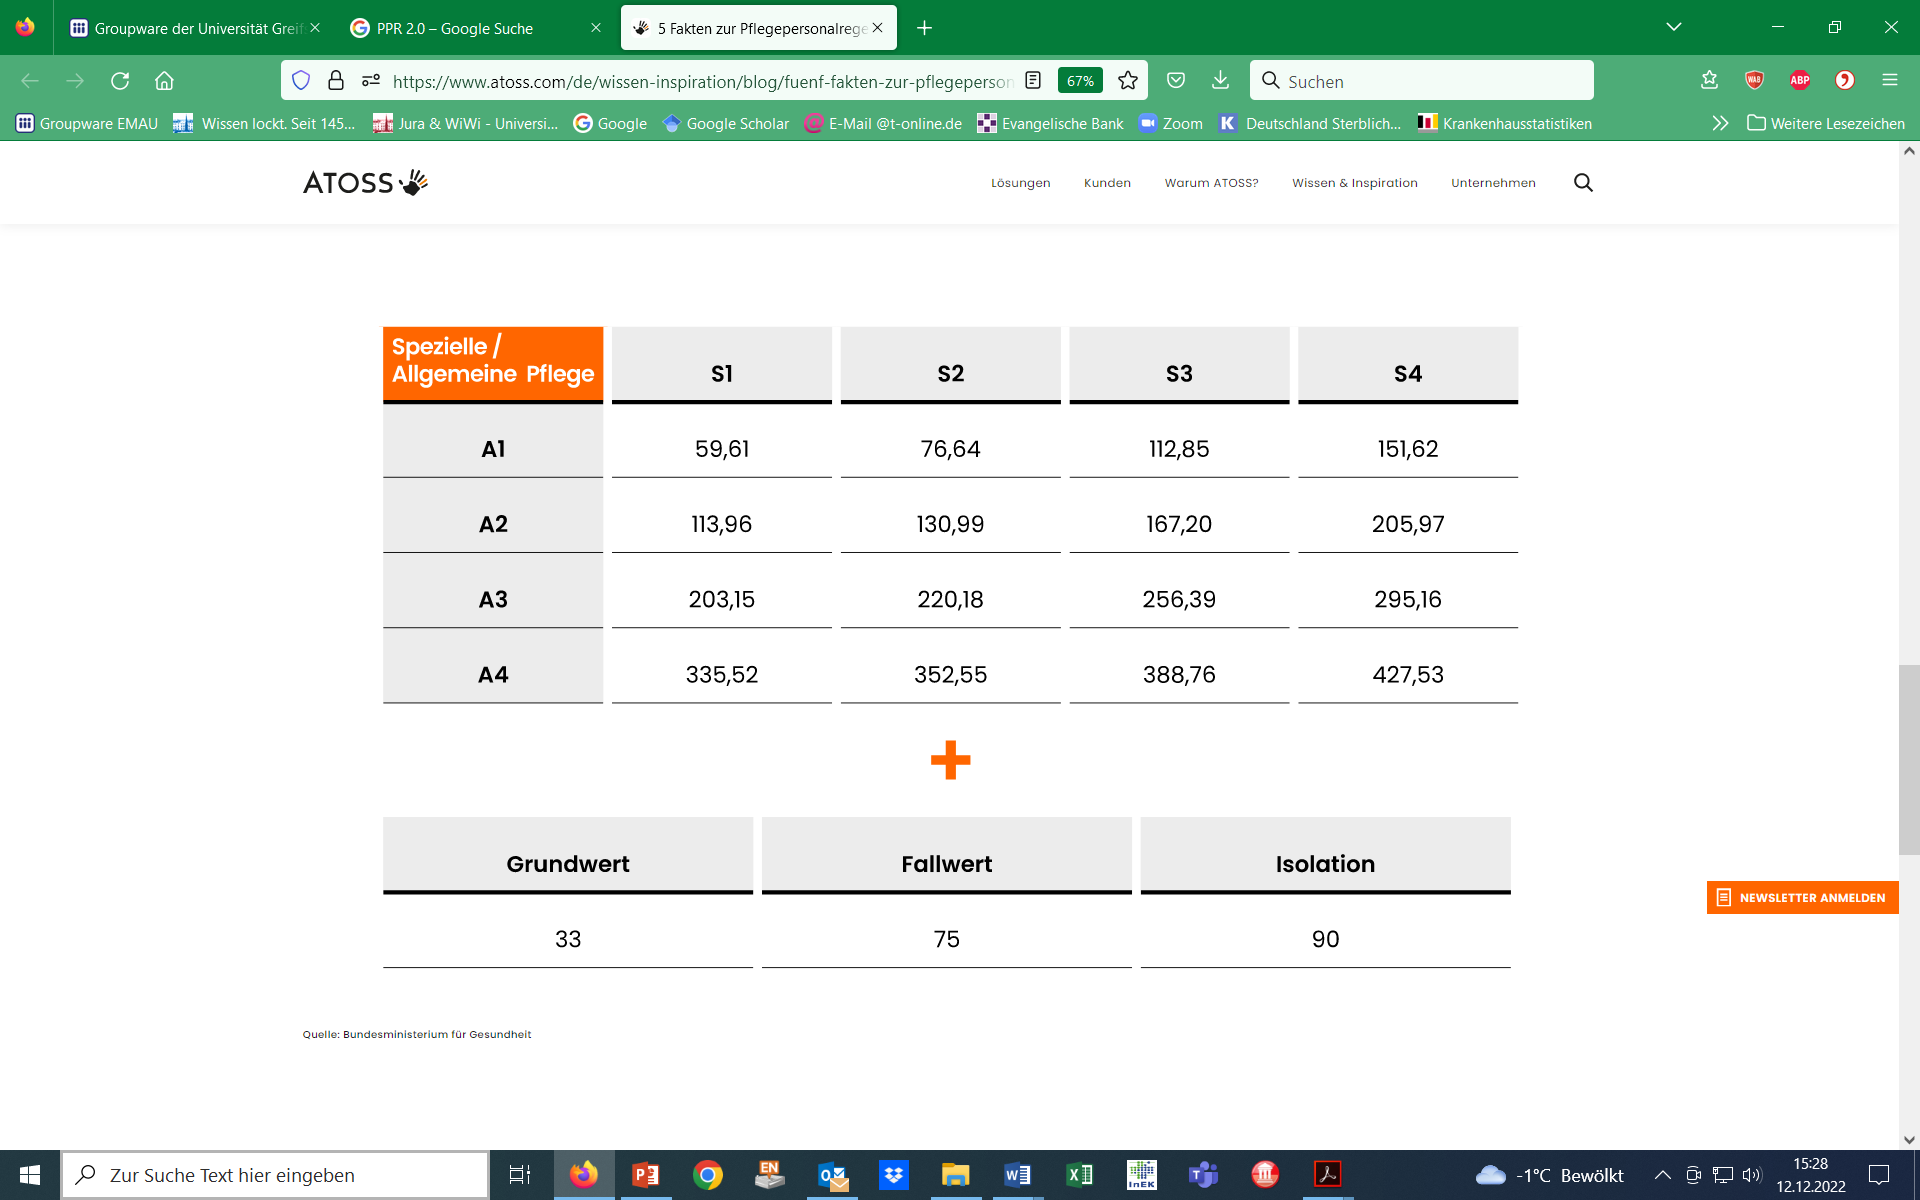 Groupware der Universität Greif
PPR 2.0 – Google Suche
5 Fakten zur Pflegepersonalrege
https://www.atoss.com/de/wissen-inspiration/blog/fuenf-fakten-zur-pflegeperson
67%
Suchen
Groupware EMAU
Wissen lockt. Seit 145...
Jura & WiWi - Universi...
Google
Google Scholar
E-Mail @t-online.de
Evangelische Bank
Zoom
Deutschland Sterblich...
Krankenhausstatistiken
Weitere Lesezeichen
ATOSS
Lösungen
Kunden
Warum ATOSS?
Wissen & Inspiration
Unternehmen
Spezielle /
Allgemeine Pflege
S1
S2
S3
S4
A1
59,61
76,64
112,85
151,62
A2
113,96
130,99
167,20
205,97
A3
203,15
220,18
256,39
295,16
A4
335,52
352,55
388,76
427,53
+
Grundwert
Fallwert
Isolation
33
75
90
NEWSLETTER ANMELDEN
Quelle: Bundesministerium für Gesundheit
Zur Suche Text hier eingeben
EN
InEK
-1°C Bewölkt
15:28
12.12.2022